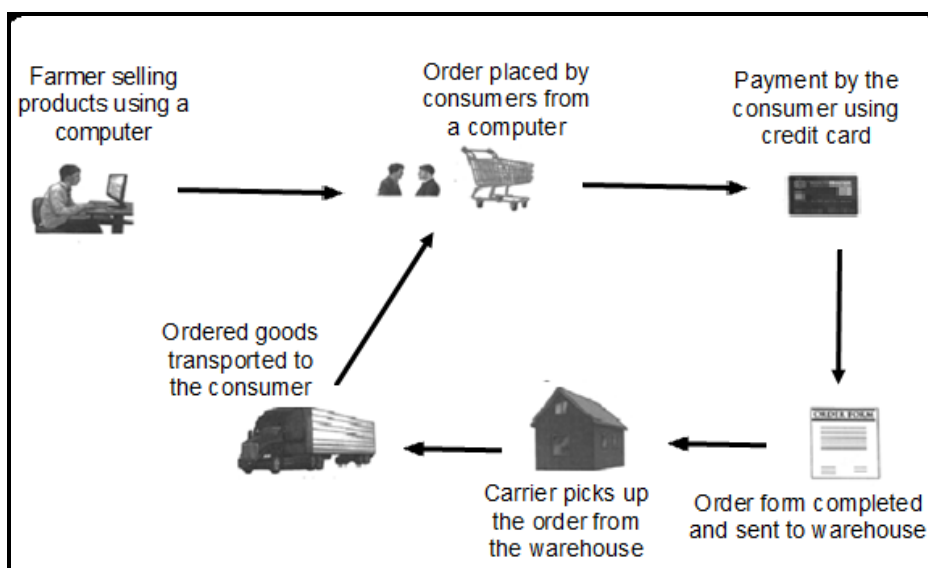 Farmer selling
products using a
computer
Order placed by
consumers from
a computer
Payment by the
consumer using
credit card
Ordered goods
transported to
the consumer
ORDER FORM
Carrier picks up
the order from
the warehouse
Order form completed
and sent to warehouse